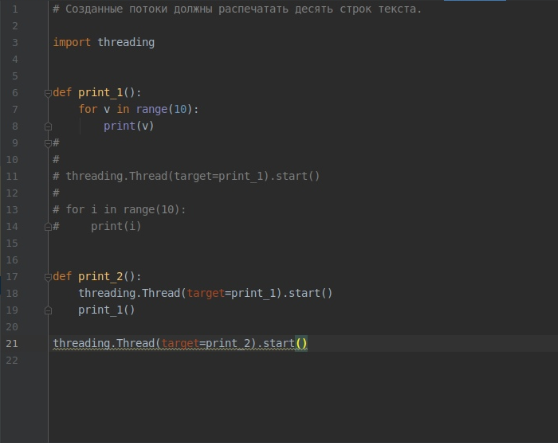 1 # Созданные потоки должны распечатать десять строк текста.
2
3 import threading
4
5
6 def print_1():
7     for v in range(10):
8         print(v)
9 #
10 #
11 # threading.Thread(target=print_1).start()
12 #
13 # for i in range(10):
14 #     print(i)
15
16
17 def print_2():
18     threading.Thread(target=print_1).start()
19     print_1()
20
21 threading.Thread(target=print_2).start()
22